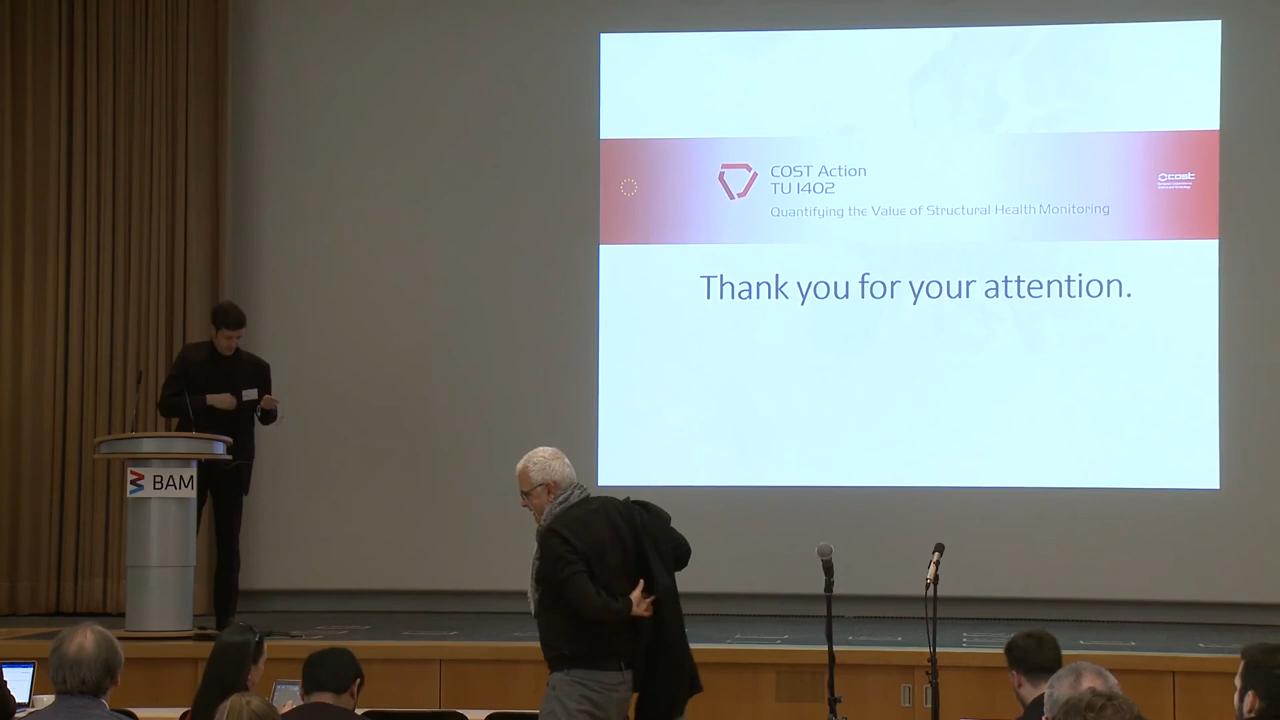 COST Action
TU 1402
Quantifying the Value of Structural Health Monitoring
cost
Thank you for your attention.
BAM